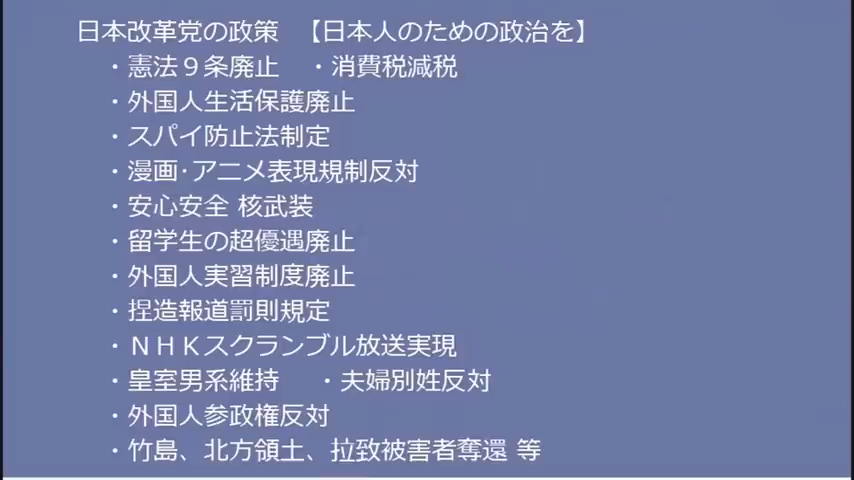 日本改革党の政策　【日本人のための政治を】
・憲法９条廃止　・消費税減税
・外国人生活保護廃止
・スパイ防止法制定
・漫画･アニメ表現規制反対
・安心安全 核武装
・留学生の超優遇廃止
・外国人実習制度廃止
・捏造報道罰則規定
・ＮＨＫスクランブル放送実現
・皇室男系維持　・夫婦別姓反対
・外国人参政権反対
・竹島、北方領土、拉致被害者奪還 等